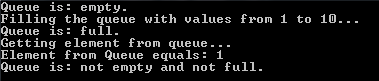 Queue is: empty.
Filling the queue with values from 1 to 10...
Queue is: full.
Getting element from queue...
Element from Queue equals: 1
Queue is: not empty and not full.